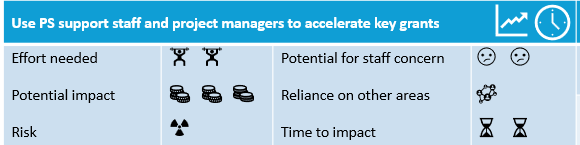 Use PS support staff and project managers to accelerate key grants
Effort needed
Potential for staff concern
Potential impact
Reliance on other areas
Risk
Time to impact